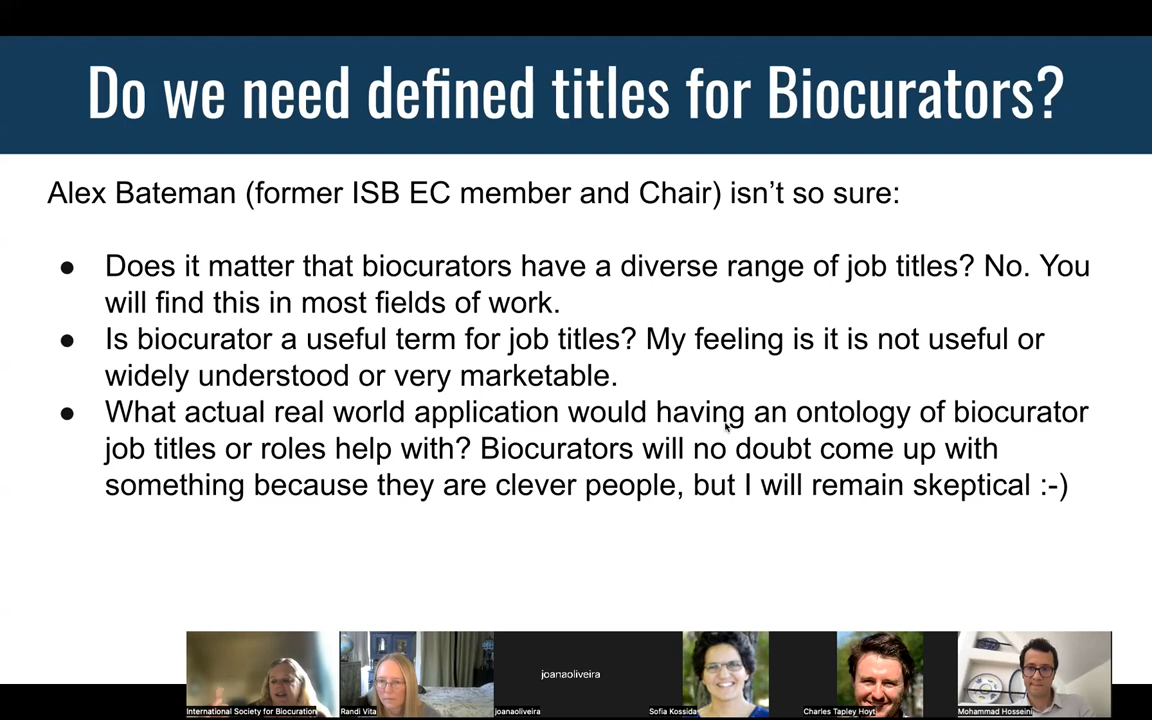 Do we need defined titles for Biocurators?
Alex Bateman (former ISB EC member and Chair) isn't so sure:
● Does it matter that biocurators have a diverse range of job titles? No. You
will find this in most fields of work.
● Is biocurator a useful term for job titles? My feeling is it is not useful or
widely understood or very marketable.
● What actual real world application would having an ontology of biocurator
job titles or roles help with? Biocurators will no doubt come up with
something because they are clever people, but I will remain skeptical :-)
joanaoliveira
International Society for Biocuration
Randi Vita
joanaoliveira
Sofia Kossida
Charles Tapley Hoyt
Mohammad Hosseini